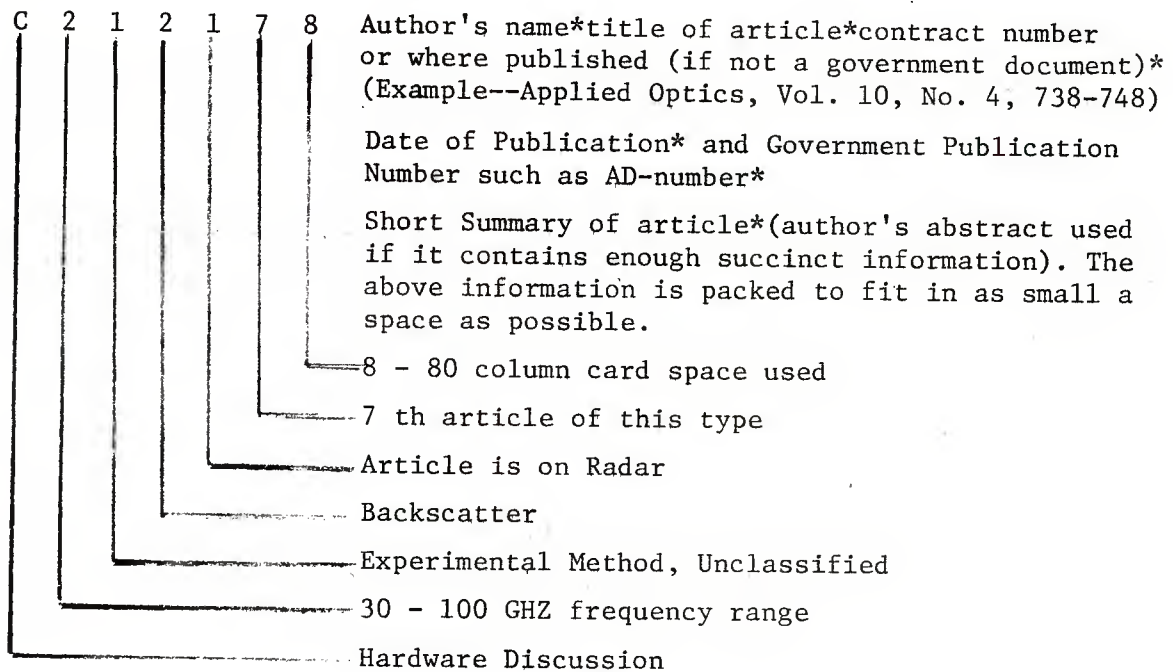 C 2 1 2 1 7 8 Author's name*title of article*contract number
or where published (if not a government document)*
(Example--Applied Optics, Vol. 10, No. 4, 738-748)
Date of Publication* and Government Publication
Number such as AD-number*
Short Summary of article*(author's abstract used
if it contains enough succinct information). The
above information is packed to fit in as small a
space as possible.
8 - 80 column card space used
7 th article of this type
Article is on Radar
Backscatter
Experimental Method, Unclassified
30 - 100 GHZ frequency range
Hardware Discussion